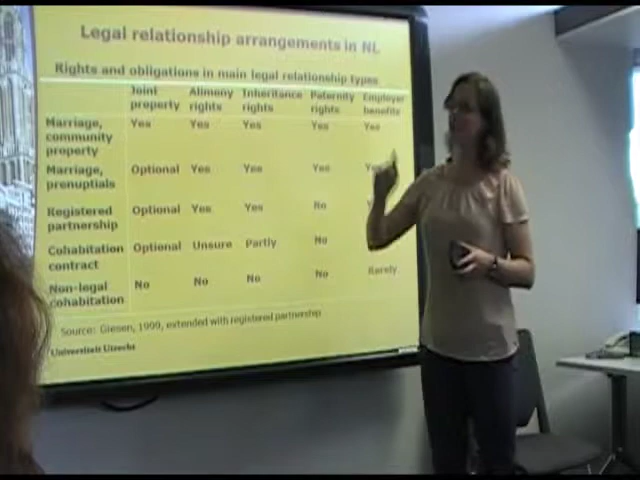 Legal relationship arrangements in NL
Rights and obligations in main legal relationship types
Joint property Alimony rights Inheritance rights Paternity rights Employer benefits
Marriage, community property Yes Yes Yes Yes Yes
Marriage, prenuptials Optional Yes Yes Yes
Registered partnership Optional Yes Yes No
Cohabitation contract Optional Unsure Partly No
Non-legal cohabitation No No No No Rarely
Source: Giesen, 1999, extended with registered partnership
Universiteit Utrecht